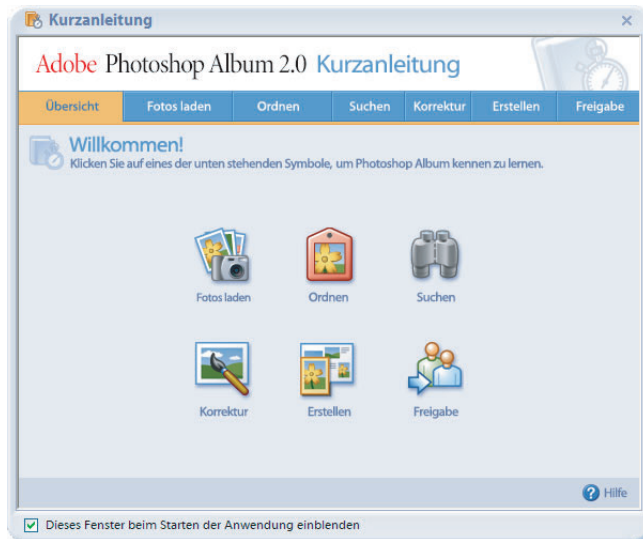 Kurzanleitung
Adobe Photoshop Album 2.0 Kurzanleitung
Übersicht Fotos laden Ordnen Suchen Korrektur Erstellen Freigabe
Willkommen!
Klicken Sie auf eines der unten stehenden Symbole, um Photoshop Album kennen zu lernen.
Fotos laden Ordnen Suchen
Korrektur Erstellen Freigabe
Hilfe
Dieses Fenster beim Starten der Anwendung einblenden